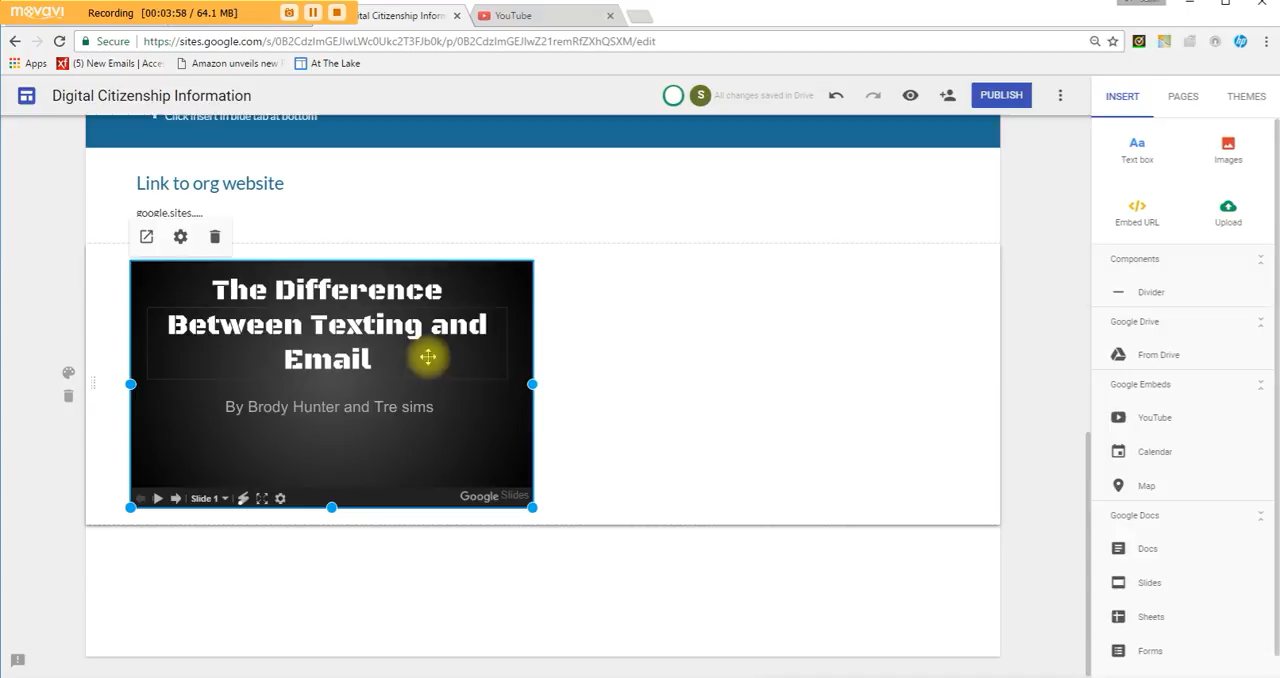 movavi
Recording [00:03:58 / 64.1 MB]
ital Citizenship Inform
YouTube
Secure
https://sites.google.com/s/0B2CdzImGEJIwLWc0Ukc2T3FJb0k/p/0B2CdzImGEJIwZ21remRfZXhQSXM/edit
Apps
(5) New Emails | Acce
Amazon unveils new
At The Lake
Digital Citizenship Information
S
All changes saved in Drive
PUBLISH
INSERT
PAGES
THEMES
Click insert in blue tab at bottom
Link to org website
google.sites.....
The Difference
Between Texting and
Email
By Brody Hunter and Tre sims
Slide 1
Google Slides
Aa
Text box
Images
Embed URL
Upload
Components
Divider
Google Drive
From Drive
Google Embeds
YouTube
Calendar
Map
Google Docs
Docs
Slides
Sheets
Forms